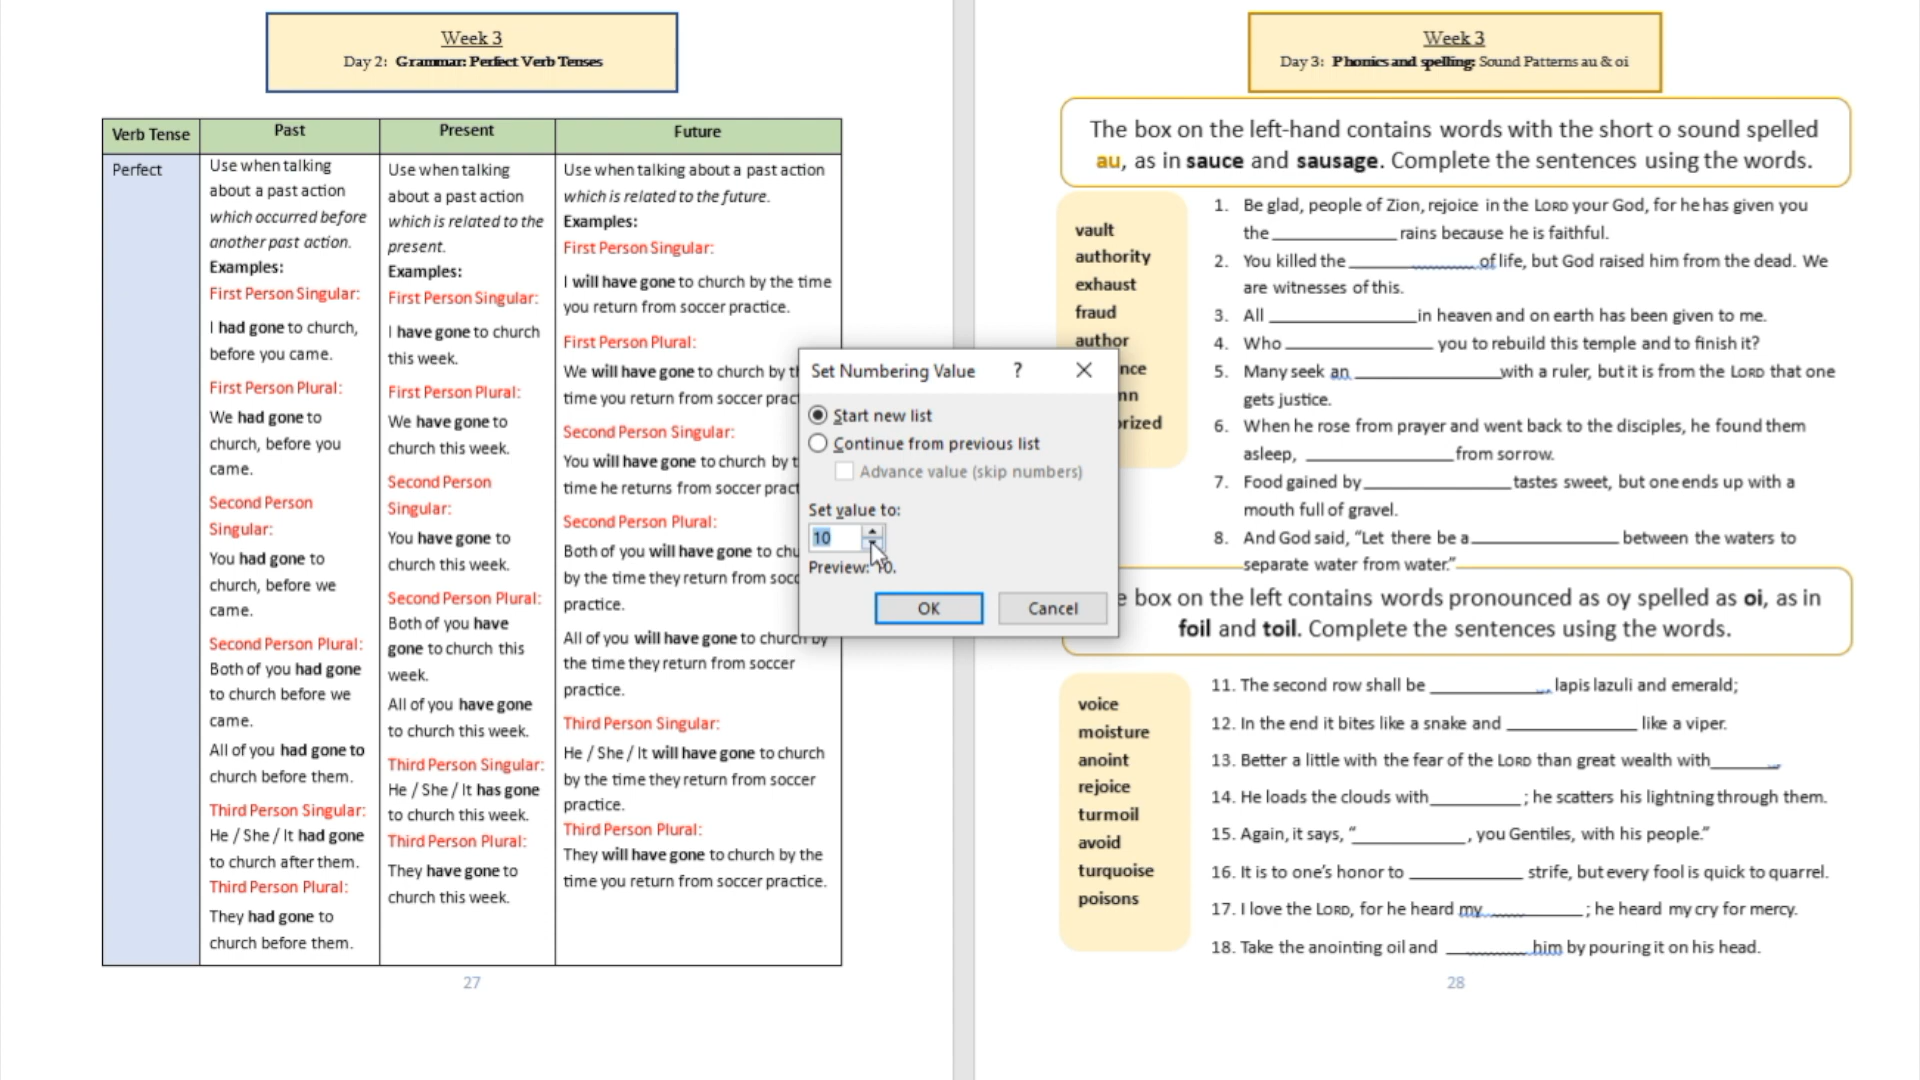 Week 3
Day 2: Grammar: Perfect Verb Tenses
Verb Tense
Past
Present
Future
Perfect
Use when talking
about a past action
which occurred before
another past action.
Examples:
First Person Singular:
I had gone to church,
before you came.
First Person Plural:
We had gone to
church, before you
came.
Second Person
Singular:
You had gone to
church, before we
came.
Second Person Plural:
Both of you had gone
to church before we
came.
All of you had gone to
church before them.
Third Person Singular:
He / She / It had gone
to church after them.
Third Person Plural:
They had gone to
church before them.
Use when talking
about a past action
which is related to the
present.
Examples:
First Person Singular:
I have gone to church
this week.
First Person Plural:
We have gone to
church this week.
Second Person
Singular:
You have gone to
church this week.
Second Person Plural:
Both of you have
gone to church this
week.
All of you have gone
to church this week.
Third Person Singular:
He / She / It has gone
to church this week.
Third Person Plural:
They have gone to
church this week.
Use when talking about a past action
which is related to the future.
Examples:
First Person Singular:
I will have gone to church by the time
you return from soccer practice.
First Person Plural:
We will have gone to church by
time you return from soccer
Second Person Singular:
You will have gone to church by
time he returns from soccer
Second Person Plural:
Both of you will have gone to
by the time they return from
practice.
All of you will have gone to church by
the time they return from soccer
practice.
Third Person Singular:
He / She / It will have gone to church
by the time they return from soccer
practice.
Third Person Plural:
They will have gone to church by the
time you return from soccer practice.
27
Set Numbering Value
?
Start new list
Continue from previous list
Advance value (skip numbers)
Set value to:
10
Preview: 10.
OK
Cancel
Week 3
Day 3: Phonics and spelling: Sound Patterns au & oi
The box on the left-hand contains words with the short o sound spelled
au, as in sauce and sausage. Complete the sentences using the words.
vault
authority
exhaust
fraud
author
1. Be glad, people of Zion, rejoice in the LORD your God, for he has given you
the ____________ rains because he is faithful.
2. You killed the ____________ of life, but God raised him from the dead. We
are witnesses of this.
3. All ____________ in heaven and on earth has been given to me.
4. Who ____________ you to rebuild this temple and to finish it?
5. Many seek an ____________ with a ruler, but it is from the LORD that one
gets justice.
6. When he rose from prayer and went back to the disciples, he found them
asleep, ____________ from sorrow.
7. Food gained by ____________ tastes sweet, but one ends up with a
mouth full of gravel.
8. And God said, “Let there be a ____________ between the waters to
separate water from water.”
box on the left contains words pronounced as oy spelled as oi, as in
foil and toil. Complete the sentences using the words.
voice
moisture
anoint
rejoice
turmoil
avoid
turquoise
poisons
11. The second row shall be ____________, lapis lazuli and emerald;
12. In the end it bites like a snake and ____________ like a viper.
13. Better a little with the fear of the LORD than great wealth with ______.
14. He loads the clouds with ________; he scatters his lightning through them.
15. Again, it says, “__________, you Gentiles, with his people.”
16. It is to one’s honor to __________ strife, but every fool is quick to quarrel.
17. I love the LORD, for he heard my __________; he heard my cry for mercy.
18. Take the anointing oil and __________ him by pouring it on his head.
28